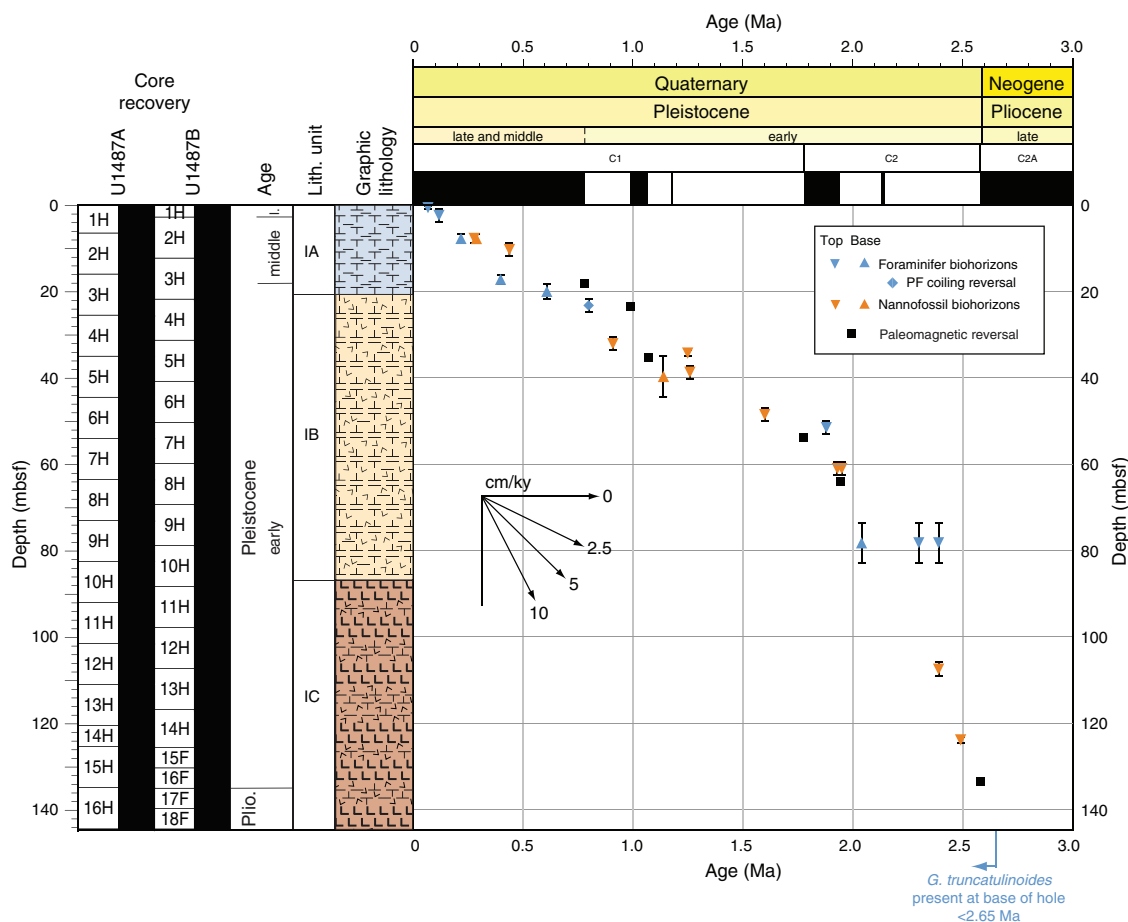 Age (Ma)
0 0.5 1.0 1.5 2.0 2.5 3.0
Quaternary Neogene
Pleistocene Pliocene
late and middle early late
C1 C2 C2A
Core
recovery
U1487A
U1487B
Age
Lith. unit
Graphic
lithology
Depth (mbsf)
0
20
40
60
80
100
120
140
1H
2H
3H
4H
5H
6H
7H
8H
9H
10H
11H
12H
13H
14H
15H
16H
1H
2H
3H
4H
5H
6H
7H
8H
9H
10H
11H
12H
13H
14H
15F
16F
17F
18F
l.
middle
Pleistocene
early
Plio.
IA
IB
IC
Top Base
Foraminifer biohorizons
PF coiling reversal
Nannofossil biohorizons
Paleomagnetic reversal
cm/ky
0
2.5
5
10
0
20
40
60
80
100
120
140
Depth (mbsf)
0 0.5 1.0 1.5 2.0 2.5 3.0
Age (Ma)
G. truncatulinoides
present at base of hole
<2.65 Ma